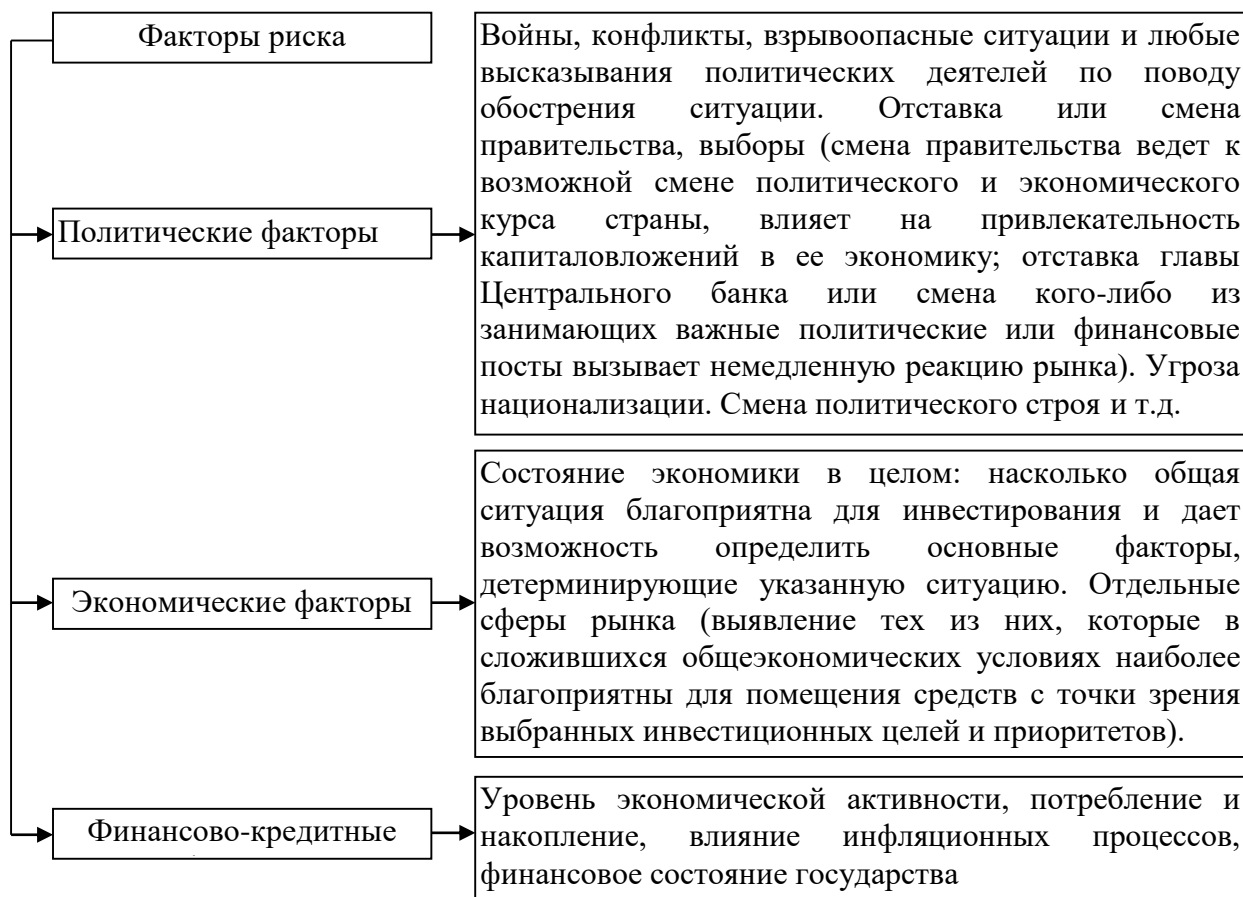 Факторы риска
Войны, конфликты, взрывоопасные ситуации и любые
высказывания политических деятелей по поводу
обострения ситуации. Отставка или смена
правительства, выборы (смена правительства ведет к
возможной смене политического и экономического
курса страны, влияет на привлекательность
капиталовложений в ее экономику; отставка главы
Центрального банка или смена кого-либо из
занимающих важные политические или финансовые
посты вызывает немедленную реакцию рынка). Угроза
национализации. Смена политического строя и т.д.
Политические факторы
Состояние экономики в целом: насколько общая
ситуация благоприятна для инвестирования и дает
возможность определить основные факторы,
детерминирующие указанную ситуацию. Отдельные
сферы рынка (выявление тех из них, которые в
сложившихся общеэкономических условиях наиболее
благоприятны для помещения средств с точки зрения
выбранных инвестиционных целей и приоритетов).
Экономические факторы
Уровень экономической активности, потребление и
накопление, влияние инфляционных процессов,
финансовое состояние государства
Финансово-кредитные